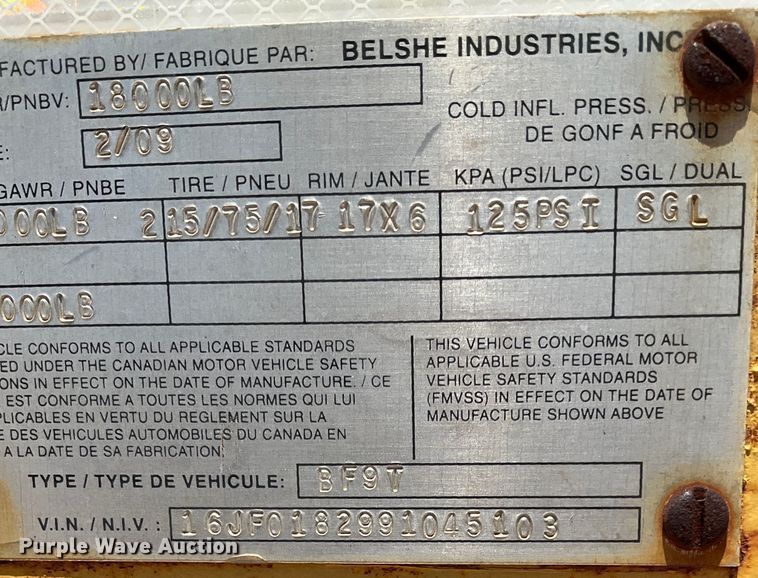 FACTURED BY/ FABRIQUE PAR: BELSHE INDUSTRIES, INC
R/PNBV: 18000LB
COLD INFL. PRESS. / PRESS.
DE GONF A FROID
E: 2/09
GAWR / PNBE TIRE / PNEU RIM / JANTE KPA (PSI/LPC) SGL / DUAL
000LB 215/75/17 17X6 125PSI SGL
000LB
CLE CONFORMS TO ALL APPLICABLE STANDARDS
ED UNDER THE CANADIAN MOTOR VEHICLE SAFETY
ONS IN EFFECT ON THE DATE OF MANUFACTURE. / CE
EST CONFORME A TOUTES LES NORMES QUI LUI
PLICABLES EN VERTU DU REGLEMENT SUR LA
E DES VEHICULES AUTOMOBILES DU CANADA EN
A LA DATE DE SA FABRICATION.
THIS VEHICLE CONFORMS TO ALL
APPLICABLE U.S. FEDERAL MOTOR
VEHICLE SAFETY STANDARDS
(FMVSS) IN EFFECT ON THE DATE OF
MANUFACTURE SHOWN ABOVE
TYPE / TYPE DE VEHICULE: BF9T
V.I.N. / N.I.V. : 16JF0182991045103
Purple Wave Auction